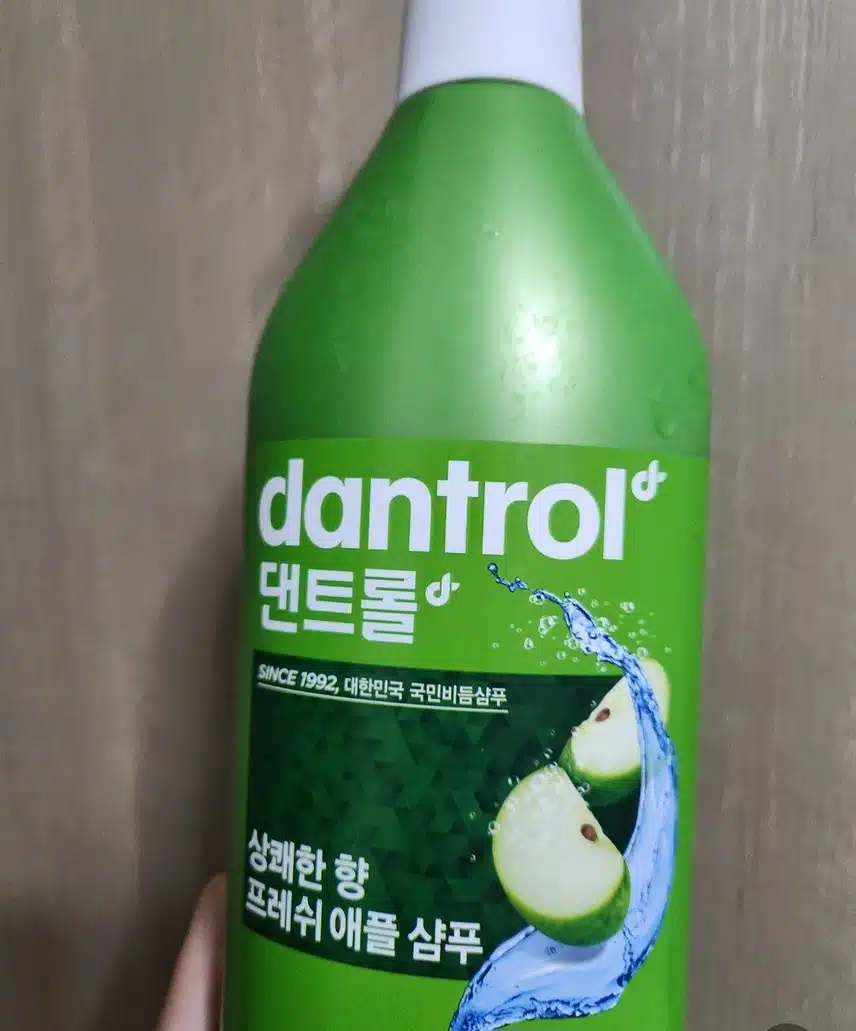 dantrol
댄트롤
SINCE 1992, 대한민국 국민비듬샴푸
상쾌한 향
프레쉬 애플 샴푸